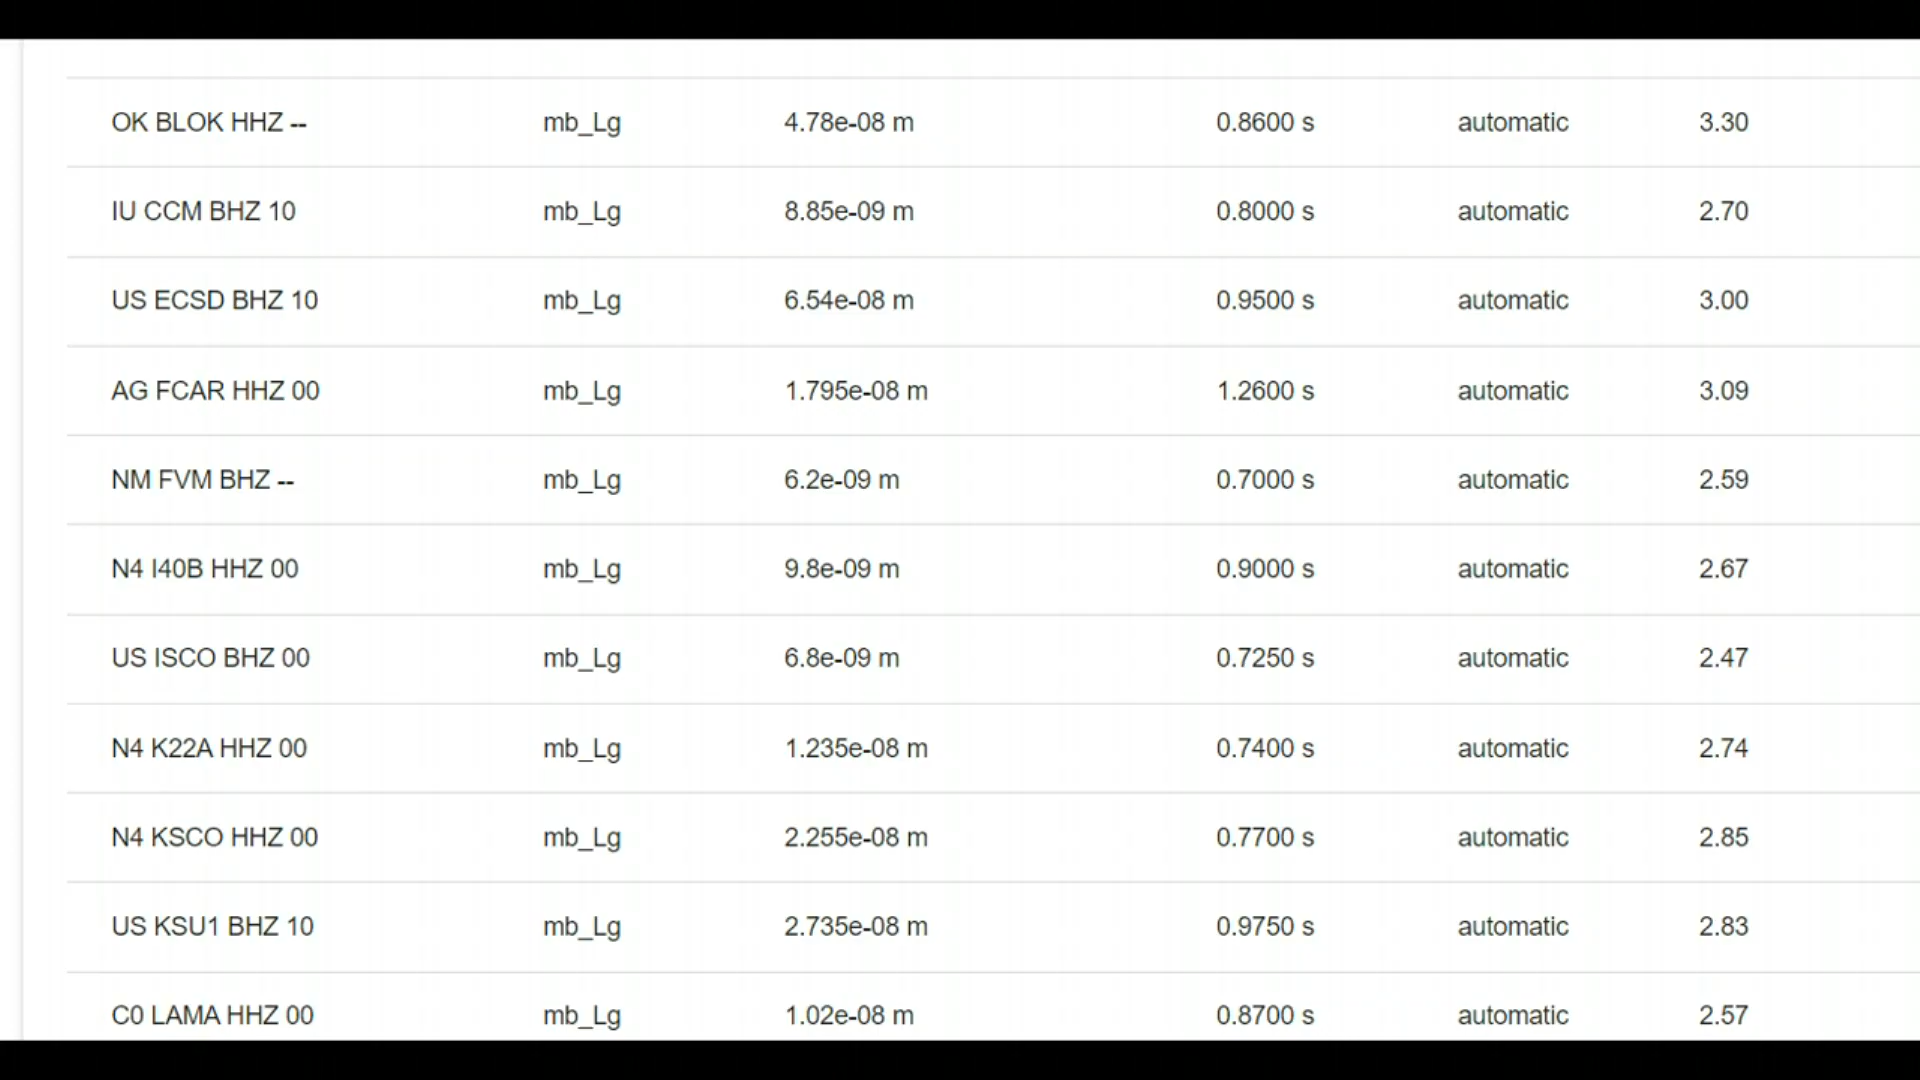 OK BLOK HHZ -- mb_Lg 4.78e-08 m 0.8600 s automatic 3.30
IU CCM BHZ 10 mb_Lg 8.85e-09 m 0.8000 s automatic 2.70
US ECSD BHZ 10 mb_Lg 6.54e-08 m 0.9500 s automatic 3.00
AG FCAR HHZ 00 mb_Lg 1.795e-08 m 1.2600 s automatic 3.09
NM FVM BHZ -- mb_Lg 6.2e-09 m 0.7000 s automatic 2.59
N4 I40B HHZ 00 mb_Lg 9.8e-09 m 0.9000 s automatic 2.67
US ISCO BHZ 00 mb_Lg 6.8e-09 m 0.7250 s automatic 2.47
N4 K22A HHZ 00 mb_Lg 1.235e-08 m 0.7400 s automatic 2.74
N4 KSCO HHZ 00 mb_Lg 2.255e-08 m 0.7700 s automatic 2.85
US KSU1 BHZ 10 mb_Lg 2.735e-08 m 0.9750 s automatic 2.83
C0 LAMA HHZ 00 mb_Lg 1.02e-08 m 0.8700 s automatic 2.57